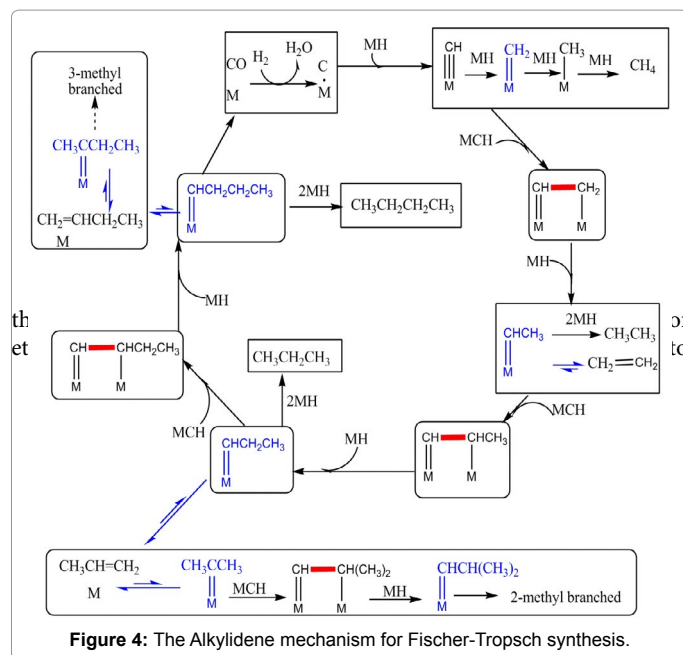 CO
M
H₂
H₂O
C
M
MH
CH
M
MH
CH₂
M
MH
CH₃
M
MH
CH₄
3-methyl
branched
CH₃CCH₂CH₃
M
CH₂=CHCH₂CH₃
M
CHCH₂CH₂CH₃
M
2MH
CH₃CH₂CH₂CH₃
MCH
CH
CH₂
M
M
MH
MH
th
et
CH
CHCH₂CH₃
M
M
CH₃CH₂CH₃
2MH
MCH
CHCH₃
M
2MH
CH₃CH₃
CH₂=CH₂
to
MCH
CHCH₂CH₃
M
MH
CH
CHCH₃
M
M
CH₃CH=CH₂
M
CH₃CCH₃
M
MCH
CH
CH(CH₃)₂
M
M
MH
CHCH(CH₃)₂
M
2-methyl branched
Figure 4: The Alkylidene mechanism for Fischer-Tropsch synthesis.